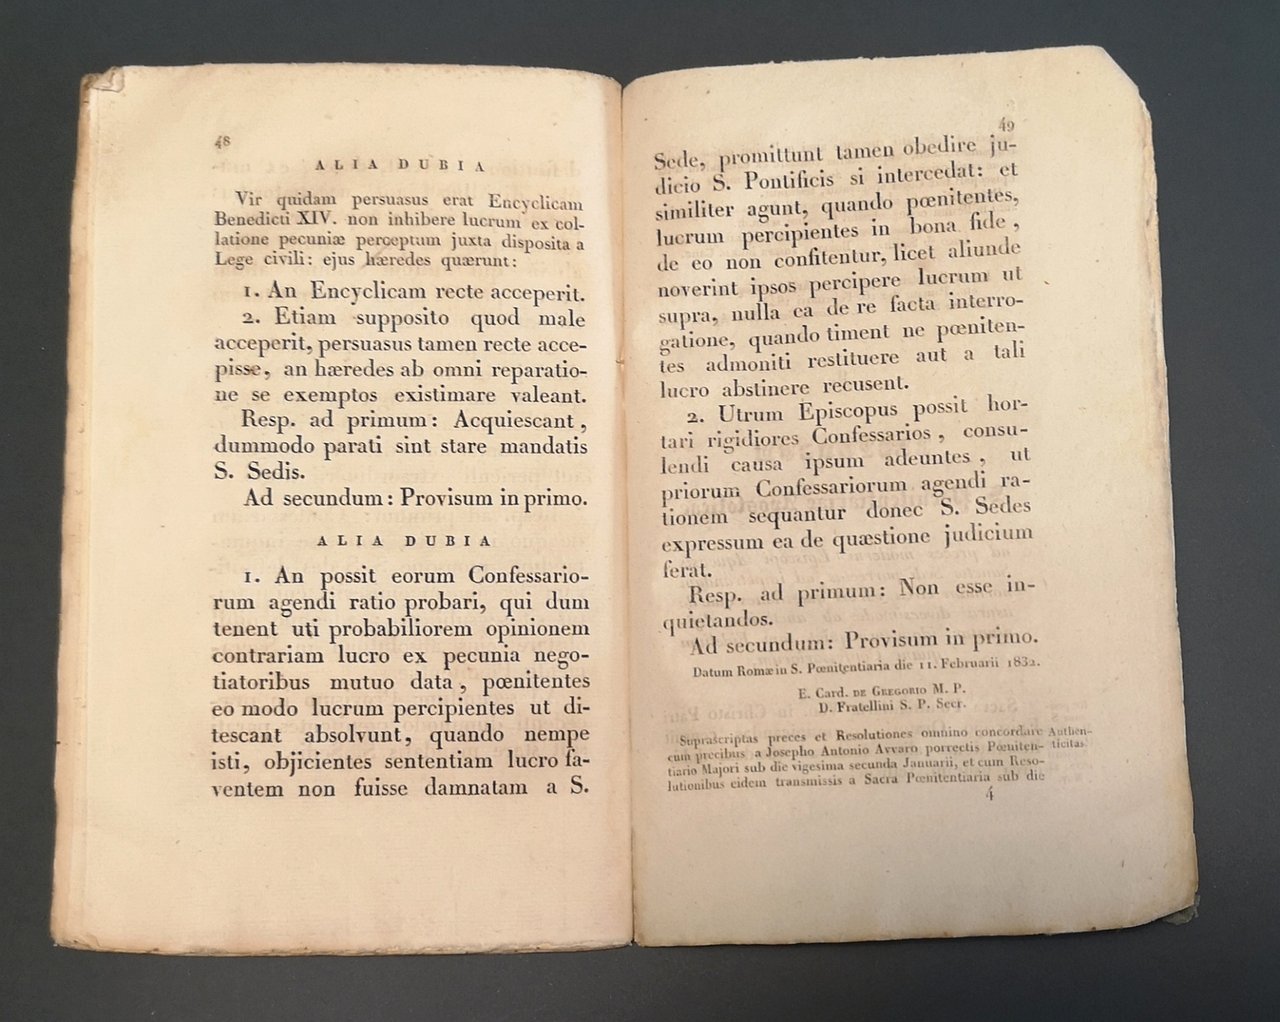 48
ALIA DUBIA
Vir quidam persuasus erat Encyclicam
Benedicti XIV. non inhibere lucrum ex col-
latione pecuniæ perceptum juxta disposita a
Lege civili: ejus hæredes quærunt:
1. An Encyclicam recte acceperit.
2. Etiam supposito quod male
acceperit, persuasus tamen recte acce-
pisse, an hæredes ab omni reparatio-
ne se exemptos existimare valeant.
Resp. ad primum: Acquiescant,
dummodo parati sint stare mandatis
S. Sedis.
Ad secundum: Provisum in primo.
ALIA DUBIA
1. An possit eorum Confessario-
rum agendi ratio probari, qui dum
tenent uti probabiliorem opinionem
contrariam lucro ex pecunia nego-
tiatoribus mutuo data, pœnitentes
eo modo lucrum percipientes ut di-
tescant absolvunt, quando nempe
isti, objicientes sententiam lucro fa-
ventem non fuisse damnatam a S.
49
Sede, promittunt tamen obedire ju-
dicio S. Pontificis si intercedat: et
similiter agunt, quando pœnitentes,
lucrum percipientes in bona fide,
de eo non confitentur, licet aliunde
noverint ipsos percipere lucrum ut
supra, nulla ea de re facta interro-
gatione, quando timent ne pœniten-
tes admoniti restituere aut a tali
lucro abstinere recusent.
2. Utrum Episcopus possit hor-
tari rigidiores Confessarios, consu-
lendi causa ipsum adeuntes, ut
priorum Confessariorum agendi ra-
tionem sequantur donec S. Sedes
expressum ea de quæstione judicium
ferat.
Resp. ad primum: Non esse in-
quietandos.
Ad secundum: Provisum in primo.
Datum Romæ in S. Pœnitentiaria die 11. Februarii 1832.
E. Card. DE GREGORIO M. P.
D. Fratellini S. P. Secr.
Suprascriptas preces et Resolutiones omnino concordare
cum precibus a Josepho Antonio Avvaro porrectis Pœniten-
tiario Majori sub die vigesima secunda Januarii, et cum Reso-
lutionibus eidem transmissis a Sacra Pœnitentiaria sub die
Authen-
ticitas
4